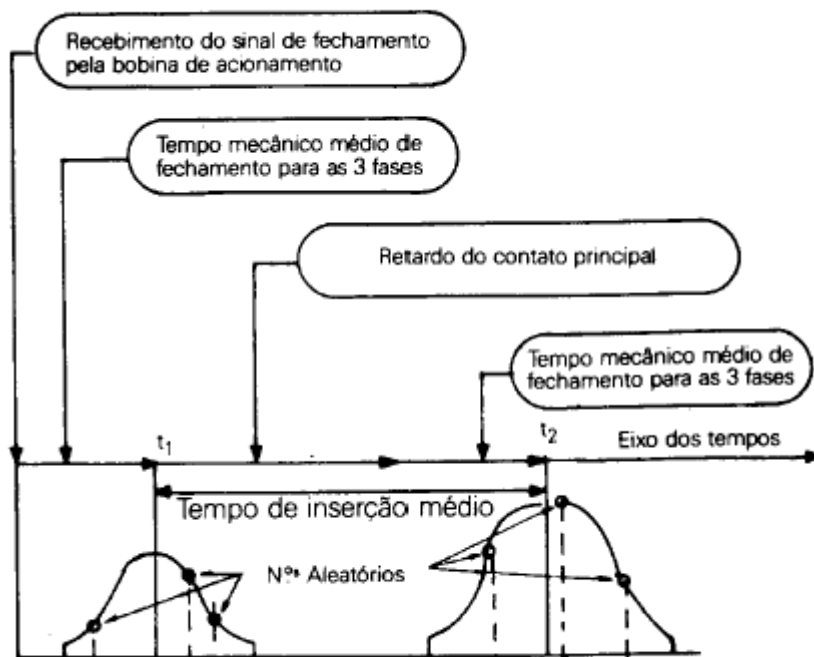 Recebimento do sinal de fechamento
pela bobina de acionamento
Tempo mecânico médio de
fechamento para as 3 fases
Retardo do contato principal
Tempo mecânico médio de
fechamento para as 3 fases
t₁
t₂
Eixo dos tempos
Tempo de inserção médio
N.ºˢ Aleatórios